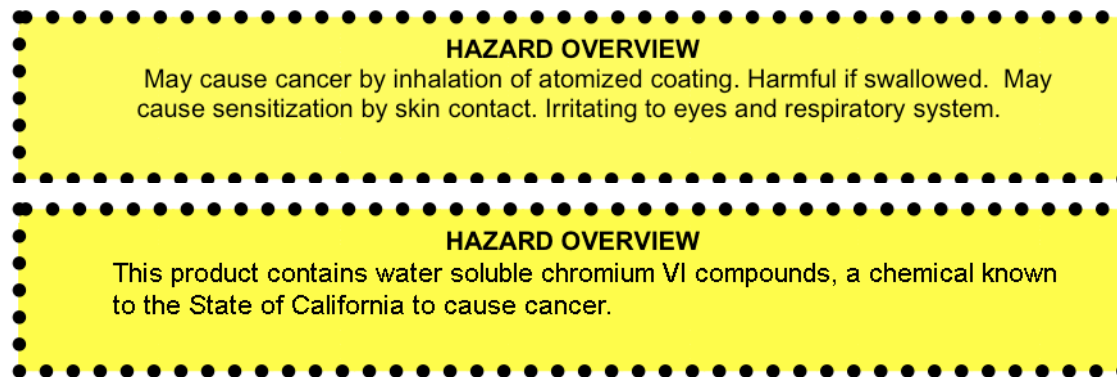 HAZARD OVERVIEW
May cause cancer by inhalation of atomized coating. Harmful if swallowed.  May
cause sensitization by skin contact. Irritating to eyes and respiratory system.
HAZARD OVERVIEW
This product contains water soluble chromium VI compounds, a chemical known
to the State of California to cause cancer.